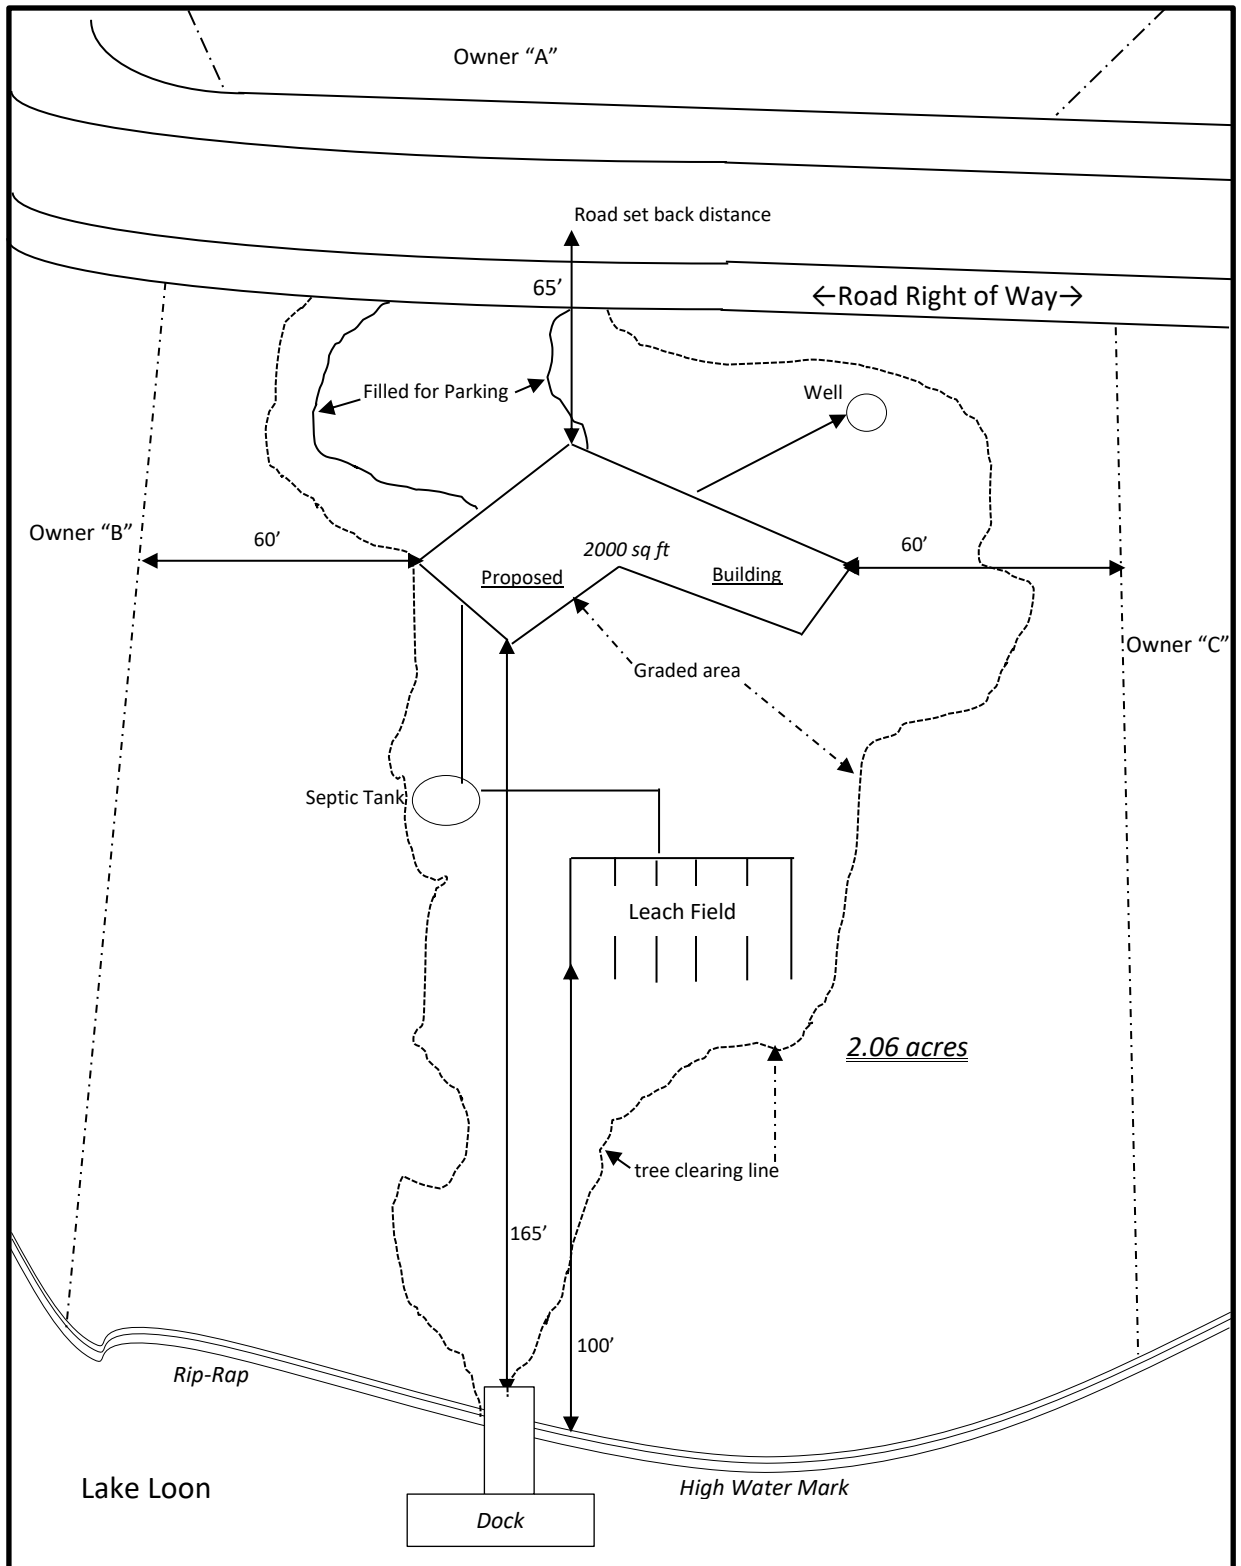 Owner “A”
Road set back distance
65’
←Road Right of Way→
Filled for Parking
Well
Owner “B”
60’
2000 sq ft
60’
Proposed
Building
Graded area
Owner “C”
Septic Tank
Leach Field
2.06 acres
tree clearing line
165’
100’
Rip-Rap
Lake Loon
High Water Mark
Dock